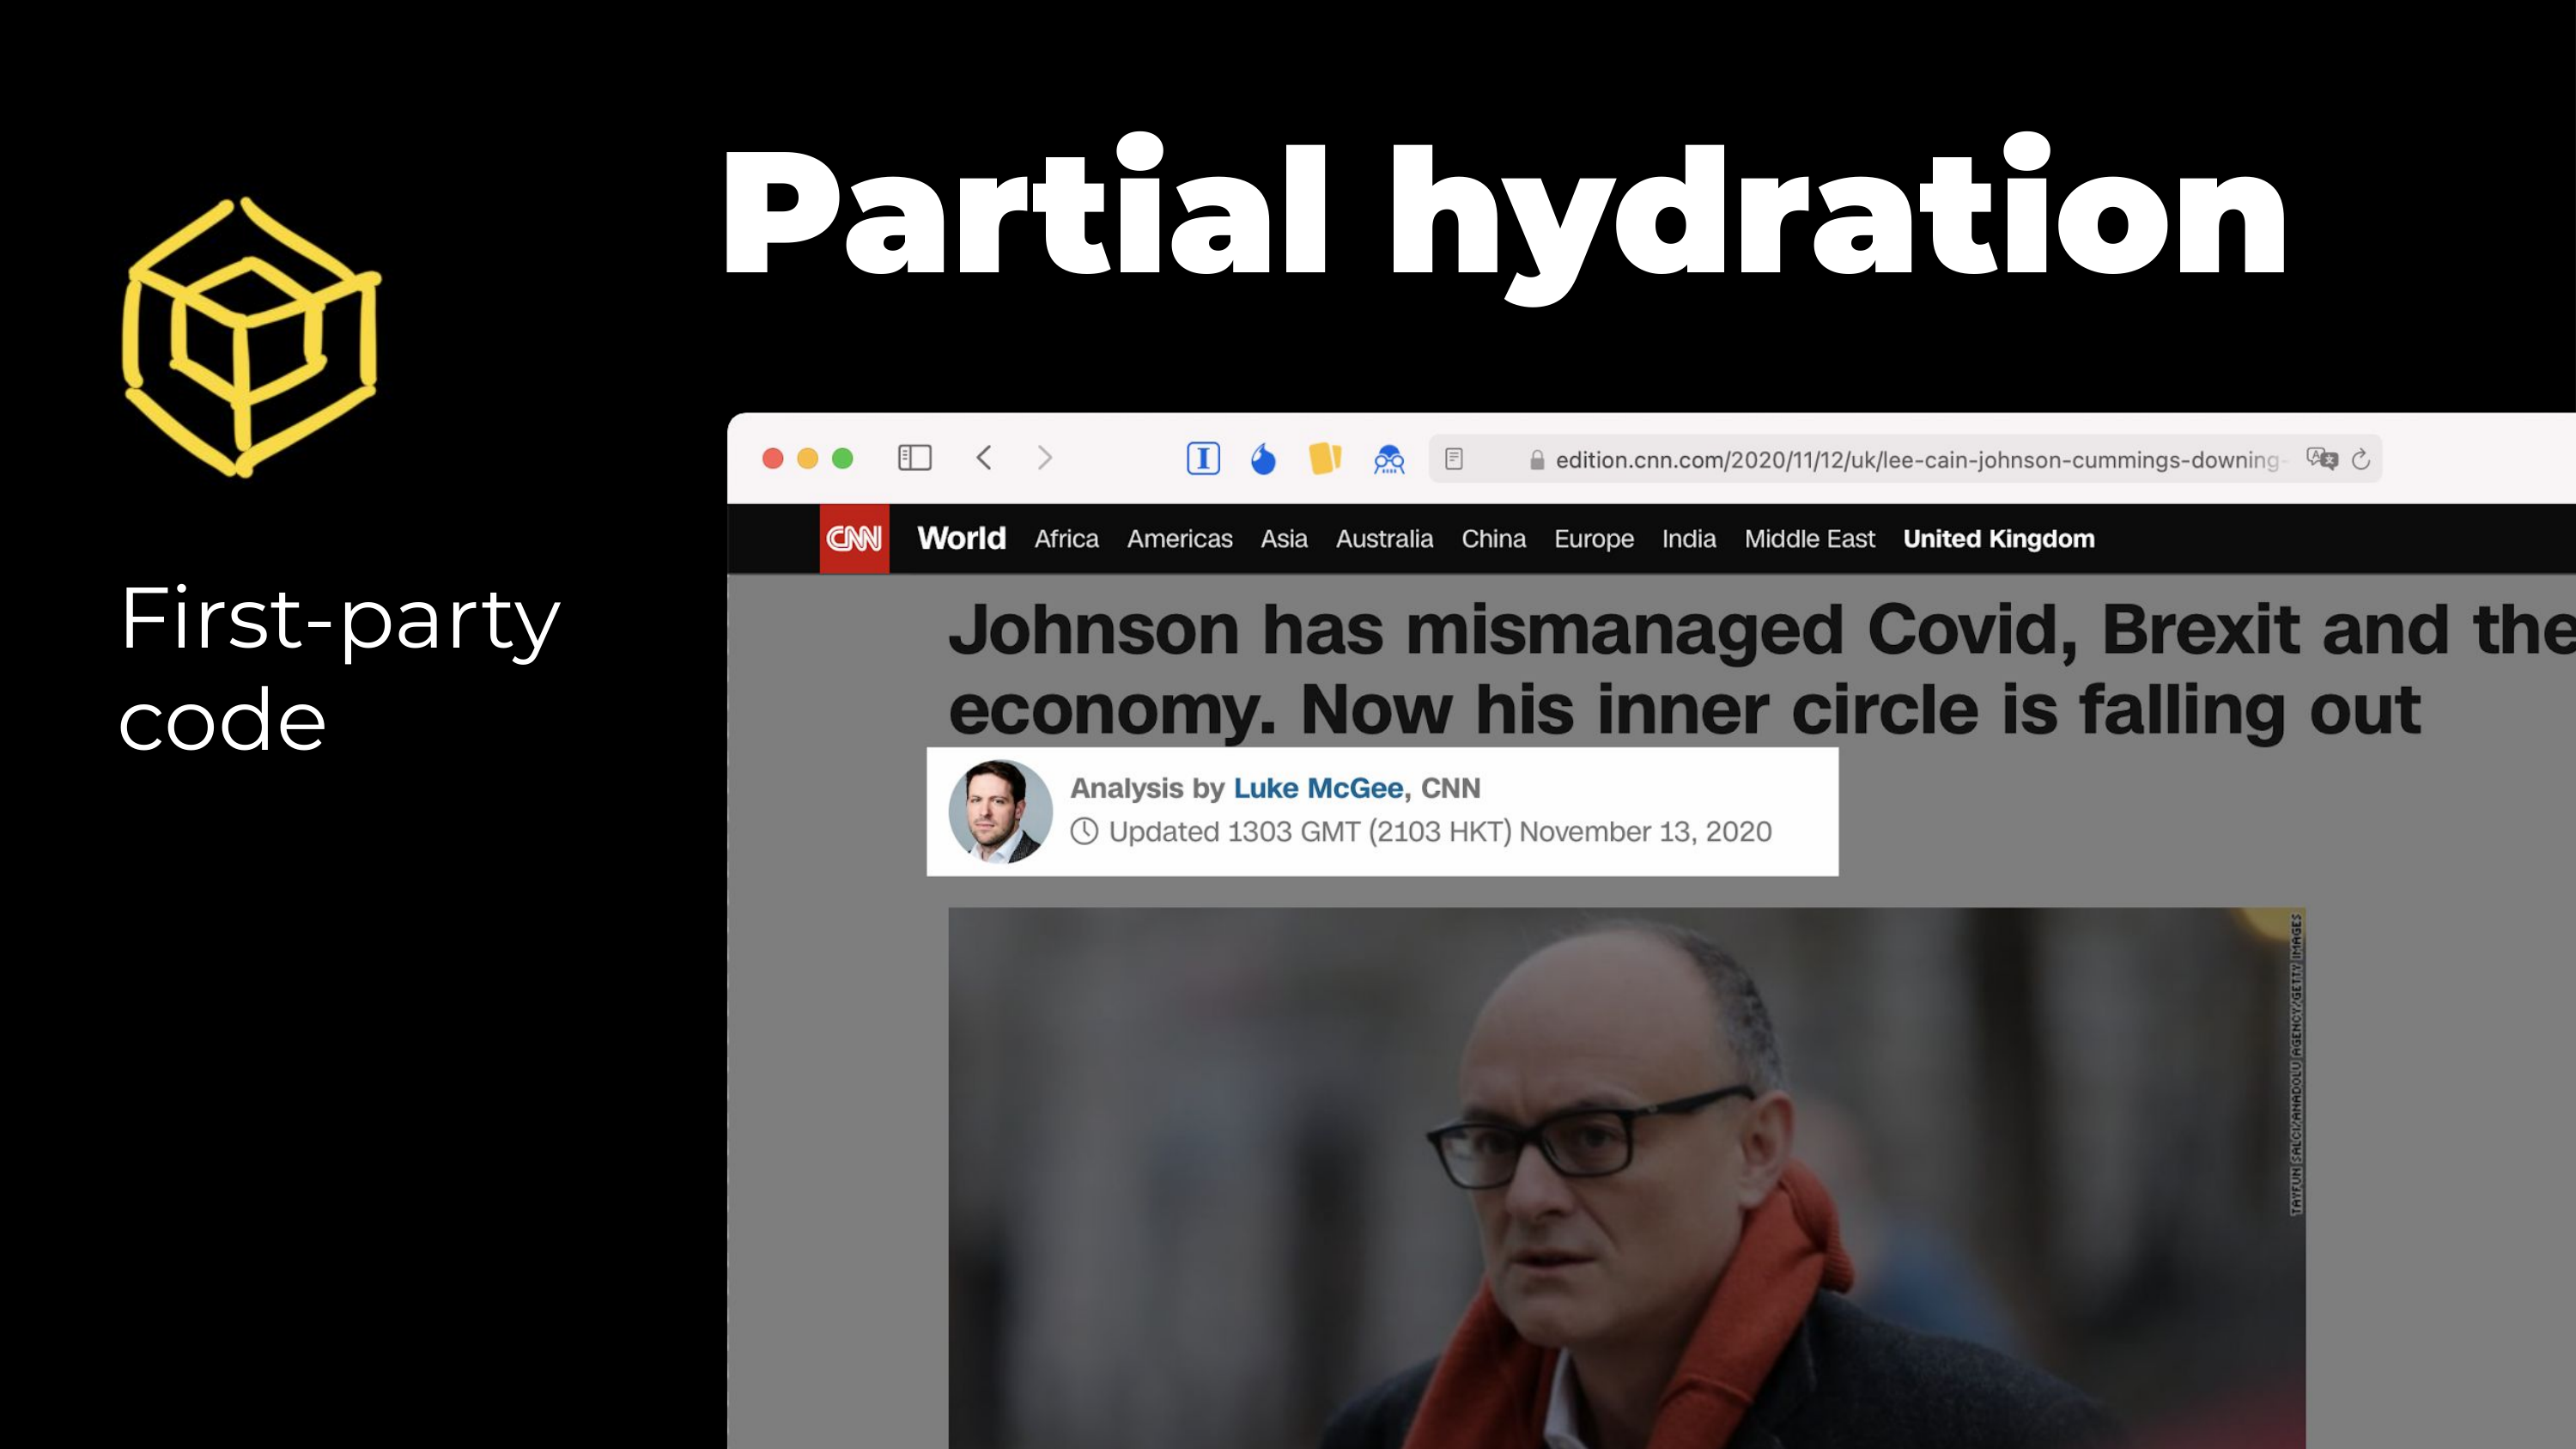 Partial hydration
First-party
code
edition.cnn.com/2020/11/12/uk/lee-cain-johnson-cummings-downing-
CNN World Africa Americas Asia Australia China Europe India Middle East United Kingdom
Johnson has mismanaged Covid, Brexit and the
economy. Now his inner circle is falling out
Analysis by Luke McGee, CNN
Updated 1303 GMT (2103 HKT) November 13, 2020
TAYFUN SALCI/ANADOLU AGENCY/GETTY IMAGES